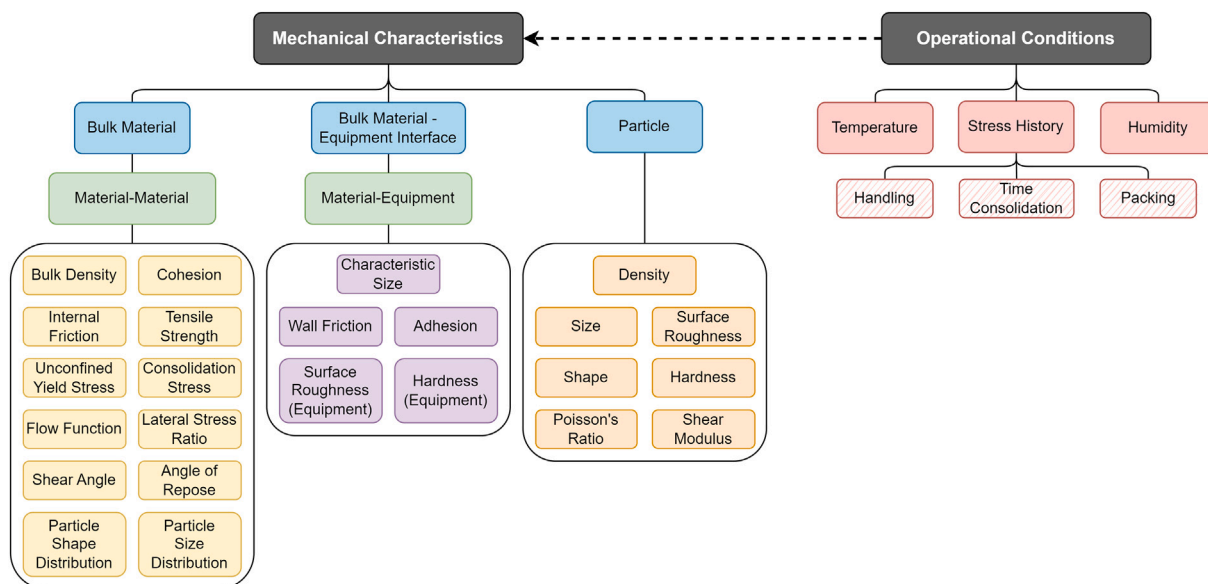 Mechanical Characteristics
Operational Conditions
Bulk Material
Bulk Material -
Equipment Interface
Particle
Temperature
Stress History
Humidity
Material-Material
Material-Equipment
Handling
Time
Consolidation
Packing
Bulk Density
Cohesion
Internal
Friction
Tensile
Strength
Unconfined
Yield Stress
Consolidation
Stress
Flow Function
Lateral Stress
Ratio
Shear Angle
Angle of
Repose
Particle
Shape
Distribution
Particle
Size
Distribution
Characteristic
Size
Wall Friction
Adhesion
Surface
Roughness
(Equipment)
Hardness
(Equipment)
Density
Size
Surface
Roughness
Shape
Hardness
Poisson's
Ratio
Shear
Modulus